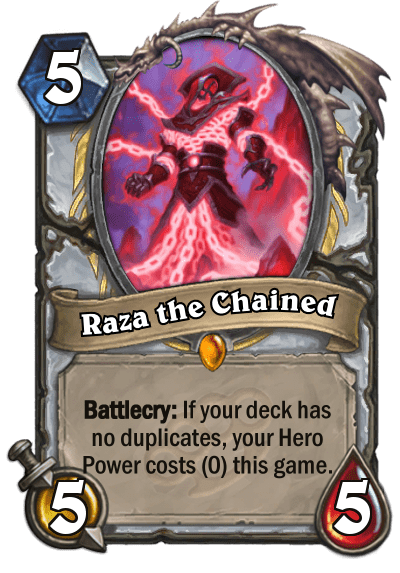 5
Raza the Chained
Battlecry: If your deck has
no duplicates, your Hero
Power costs (0) this game.
5
5